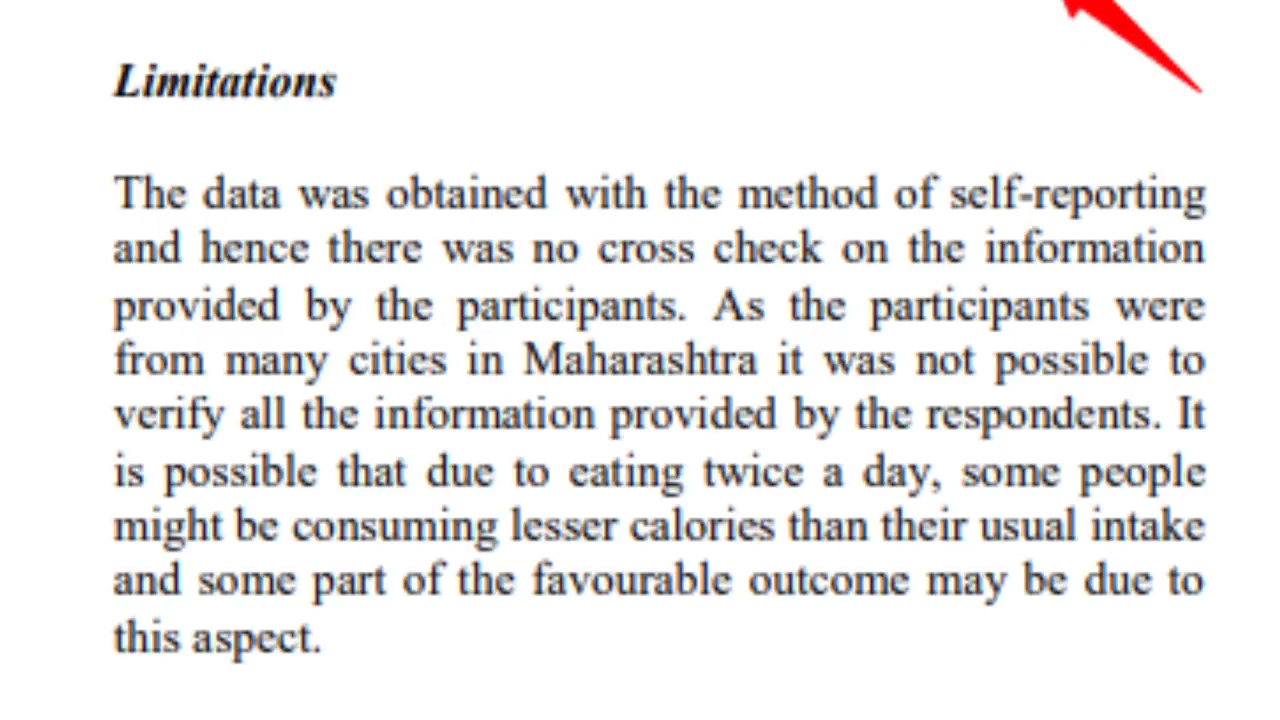 Limitations
The data was obtained with the method of self-reporting
and hence there was no cross check on the information
provided by the participants. As the participants were
from many cities in Maharashtra it was not possible to
verify all the information provided by the respondents. It
is possible that due to eating twice a day, some people
might be consuming lesser calories than their usual intake
and some part of the favourable outcome may be due to
this aspect.